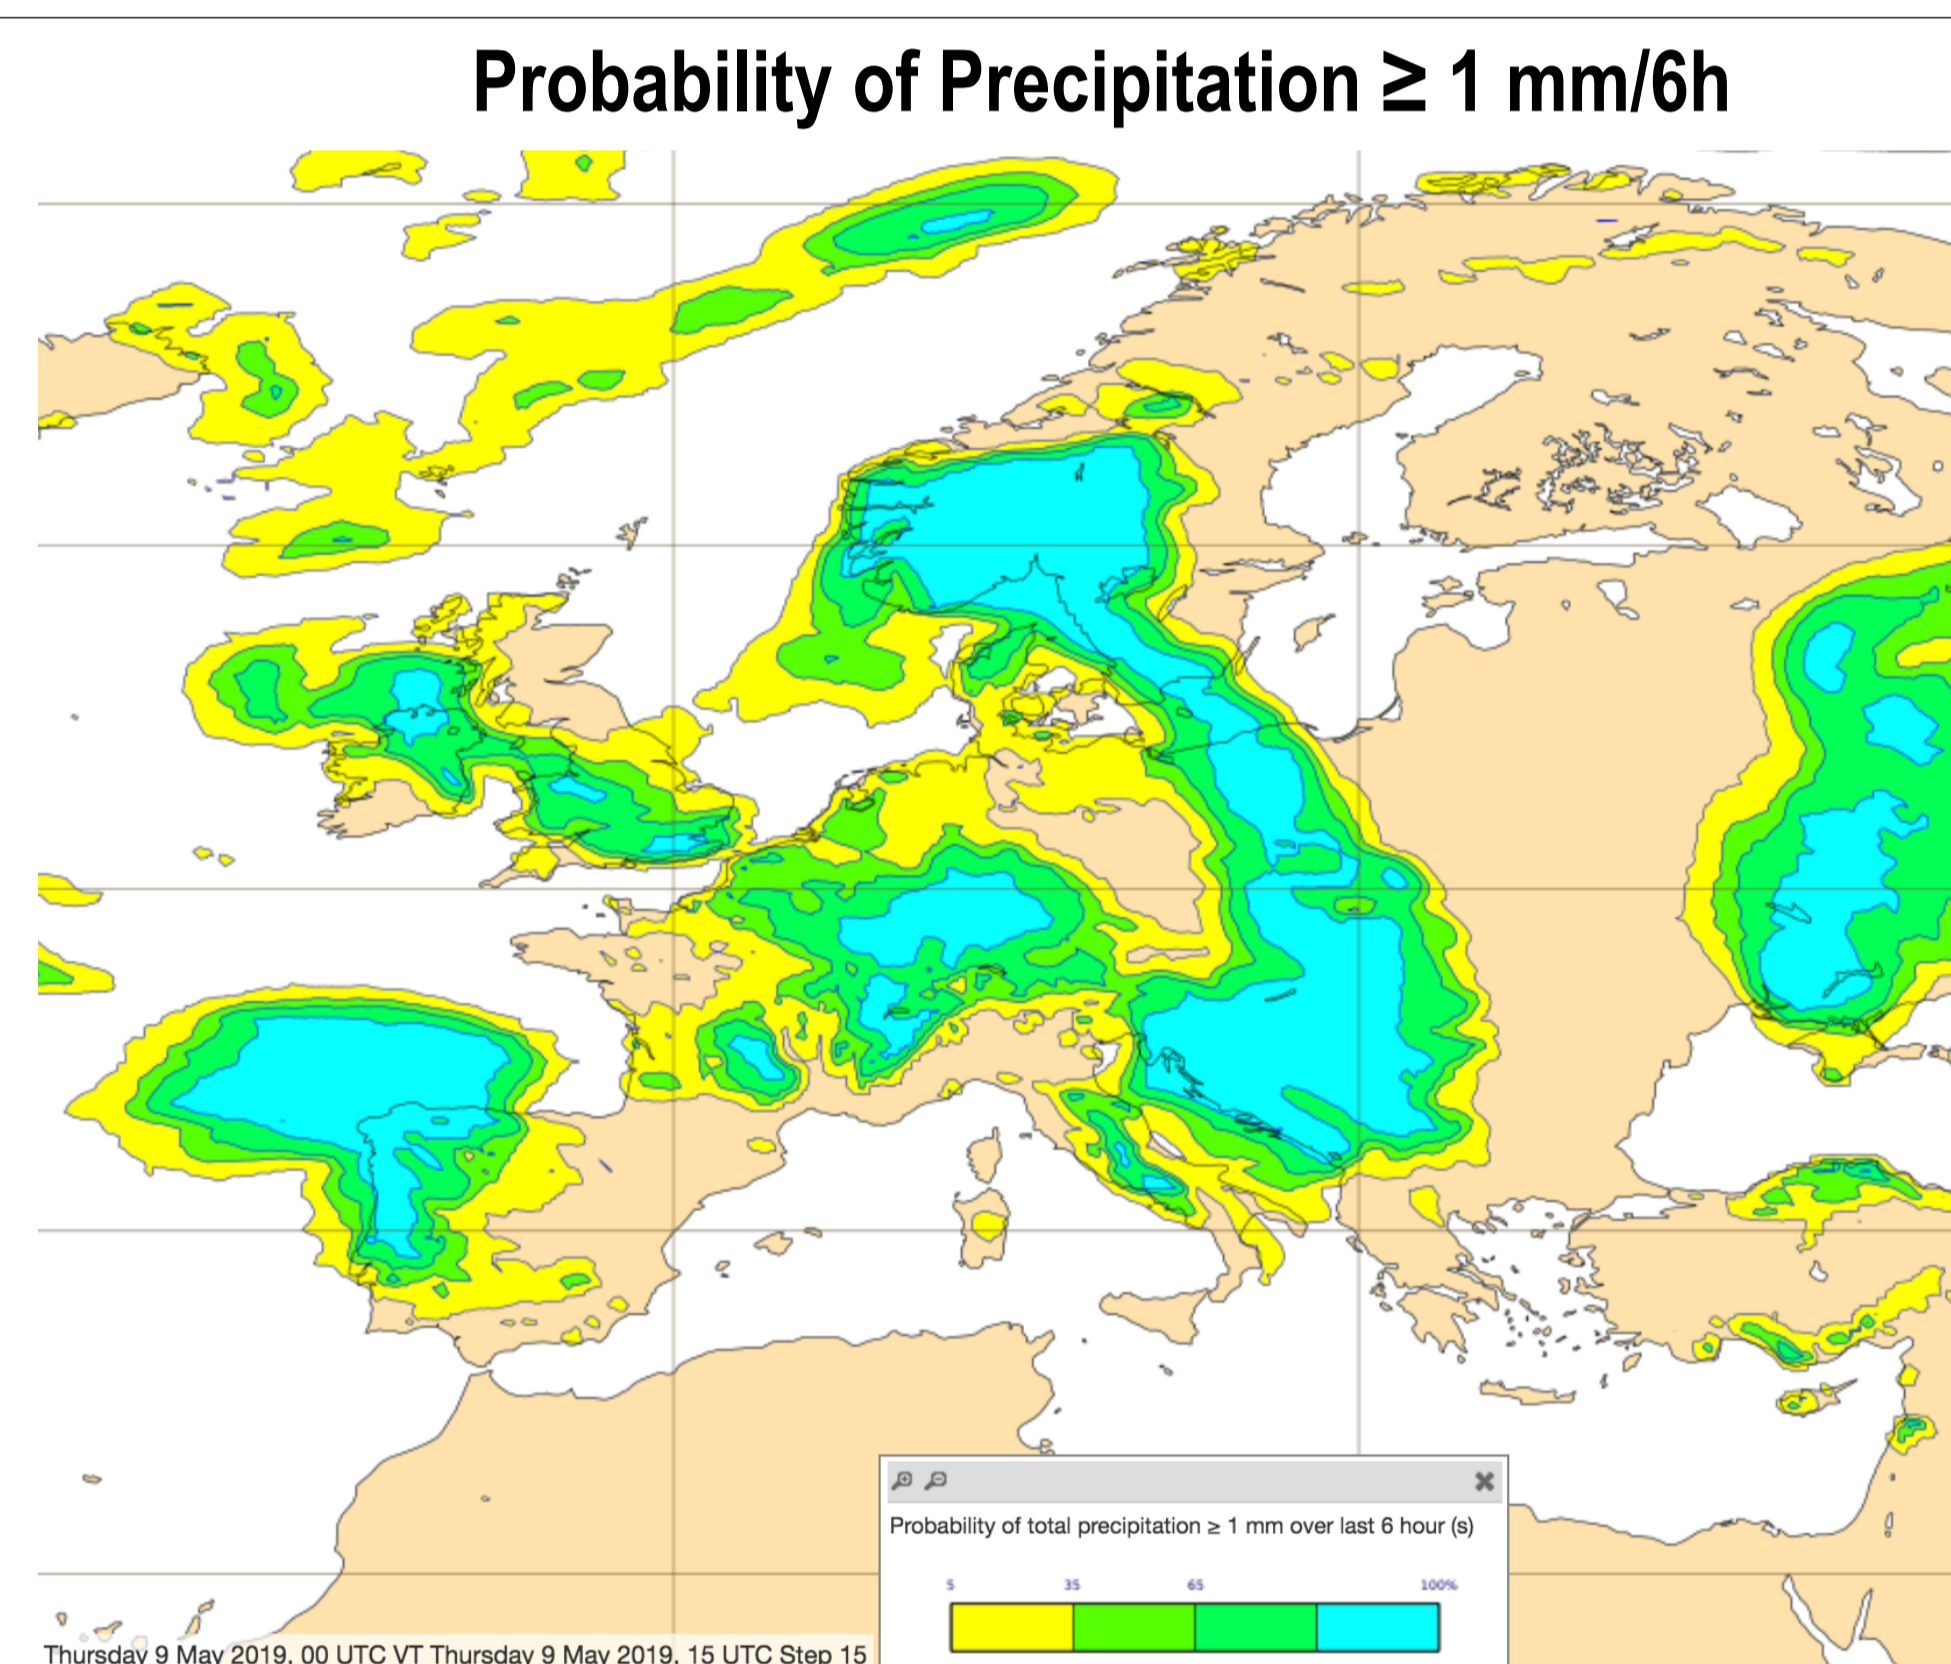 Probability of Precipitation ≥ 1 mm/6h
Probability of total precipitation ≥ 1 mm over last 6 hour (s)
5 35 65 100%
Thursday 9 May 2019, 00 UTC VT Thursday 9 May 2019, 15 UTC Step 15